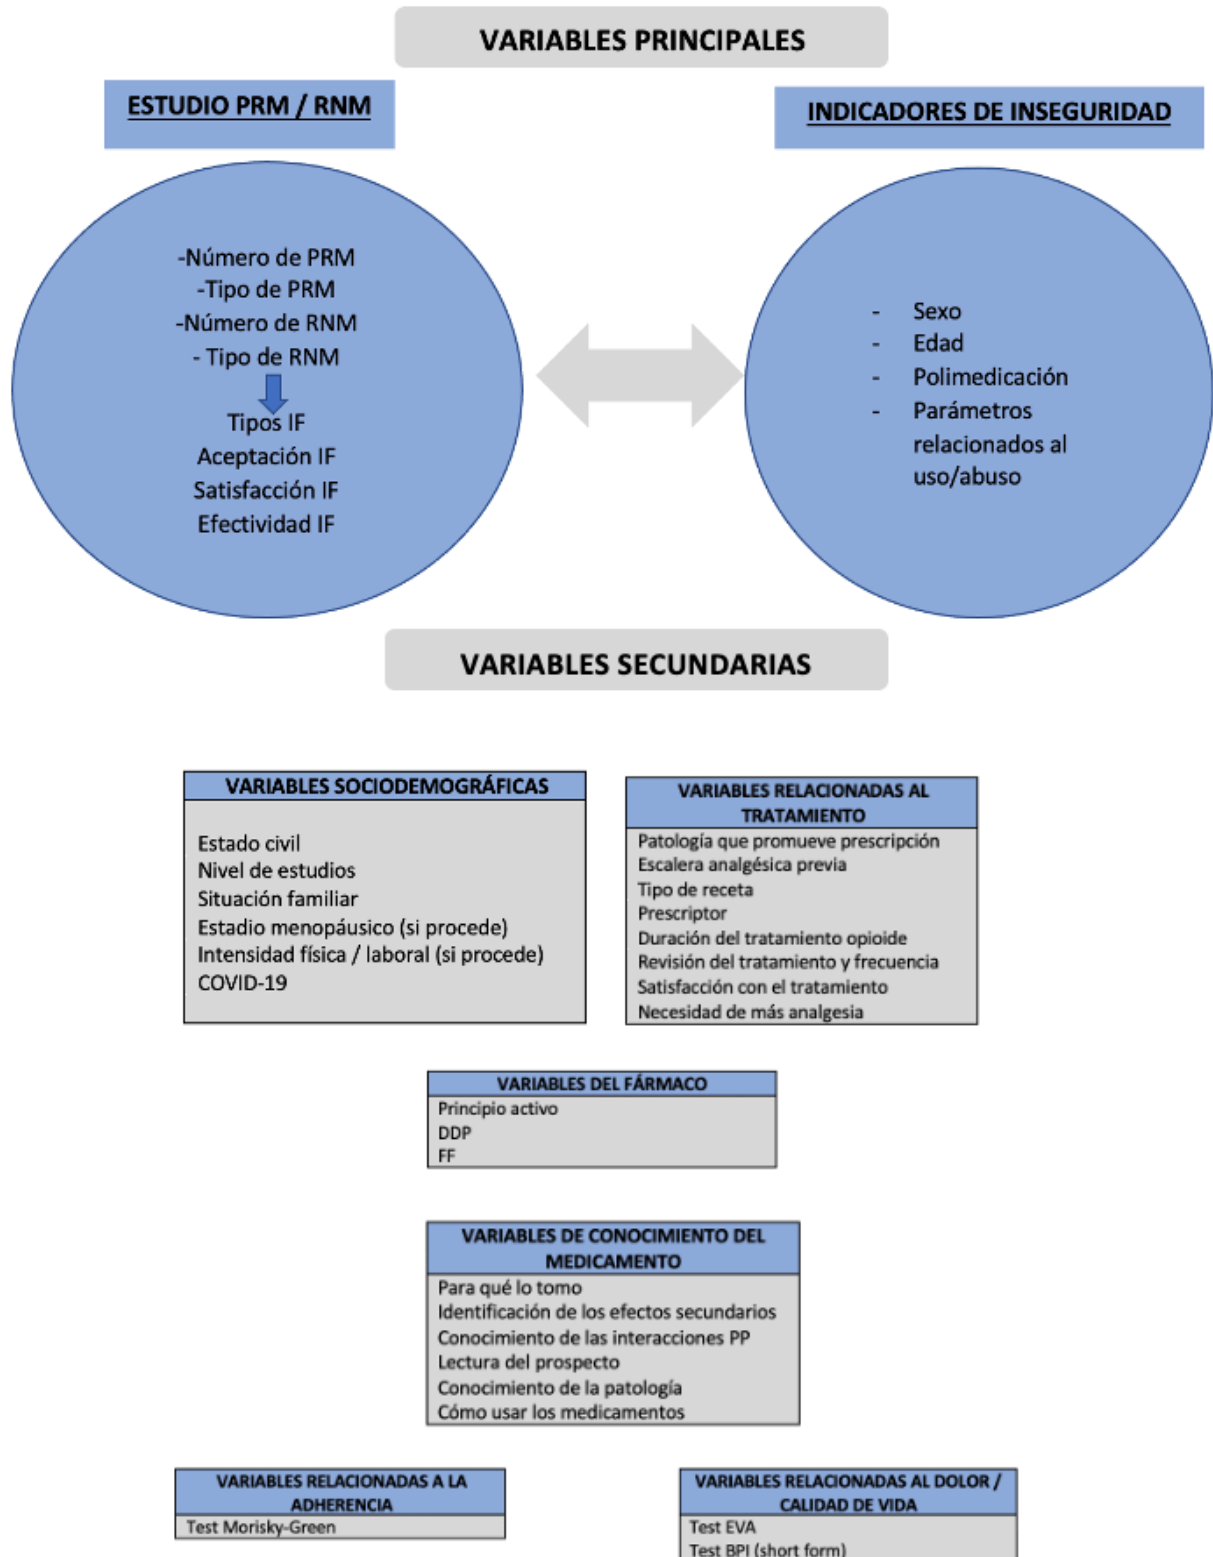 VARIABLES PRINCIPALES
ESTUDIO PRM / RNM
-Número de PRM
-Tipo de PRM
-Número de RNM
- Tipo de RNM
Tipos IF
Aceptación IF
Satisfacción IF
Efectividad IF
INDICADORES DE INSEGURIDAD
- Sexo
- Edad
- Polimedicación
- Parámetros
relacionados al
uso/abuso
VARIABLES SECUNDARIAS
VARIABLES SOCIODEMOGRÁFICAS
Estado civil
Nivel de estudios
Situación familiar
Estadio menopáusico (si procede)
Intensidad física / laboral (si procede)
COVID-19
VARIABLES RELACIONADAS AL
TRATAMIENTO
Patología que promueve prescripción
Escalera analgésica previa
Tipo de receta
Prescriptor
Duración del tratamiento opioide
Revisión del tratamiento y frecuencia
Satisfacción con el tratamiento
Necesidad de más analgesia
VARIABLES DEL FÁRMACO
Principio activo
DDP
FF
VARIABLES DE CONOCIMIENTO DEL
MEDICAMENTO
Para qué lo tomo
Identificación de los efectos secundarios
Conocimiento de las interacciones PP
Lectura del prospecto
Conocimiento de la patología
Cómo usar los medicamentos
VARIABLES RELACIONADAS A LA
ADHERENCIA
Test Morisky-Green
VARIABLES RELACIONADAS AL DOLOR /
CALIDAD DE VIDA
Test EVA
Test BPI (short form)